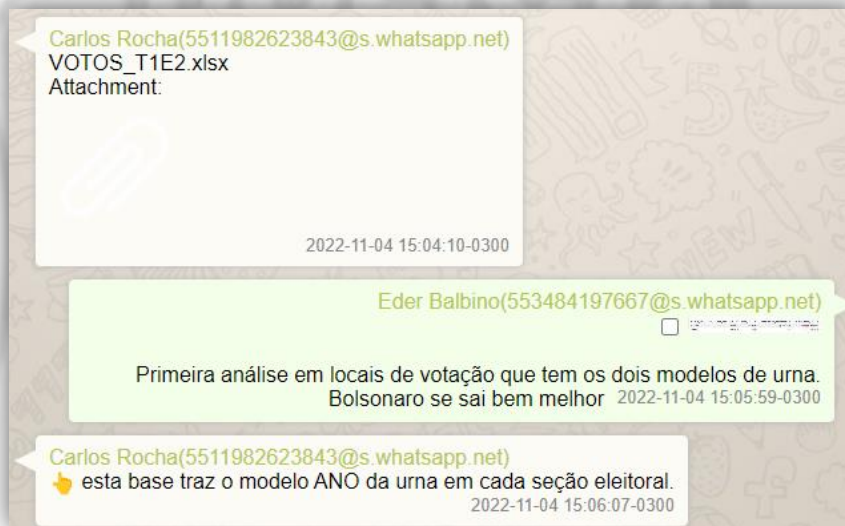 Carlos Rocha(5511982623843@s.whatsapp.net)
VOTOS_T1E2.xlsx
Attachment:
2022-11-04 15:04:10-0300
Eder Balbino(553484197667@s.whatsapp.net)
Primeira análise em locais de votação que tem os dois modelos de urna.
Bolsonaro se sai bem melhor 2022-11-04 15:05:59-0300
Carlos Rocha(5511982623843@s.whatsapp.net)
👆 esta base traz o modelo ANO da urna em cada seção eleitoral.
2022-11-04 15:06:07-0300